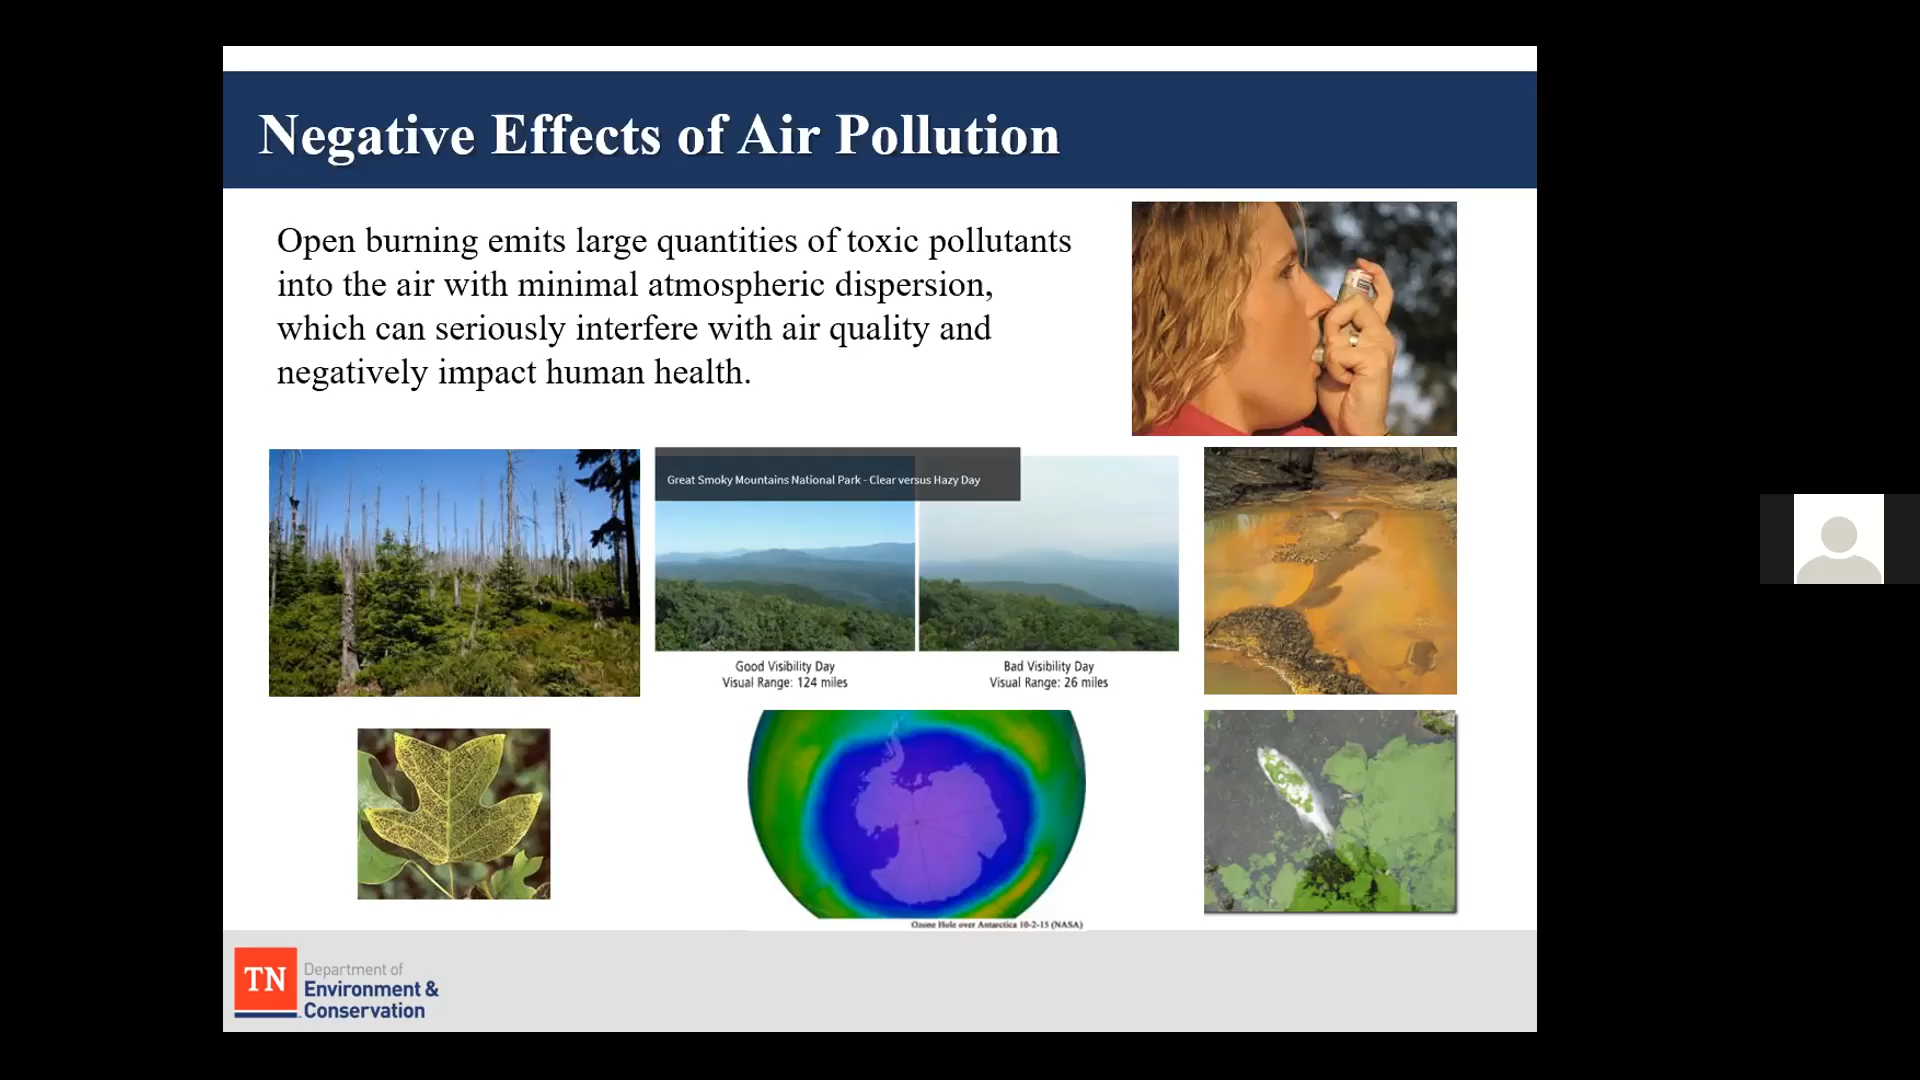 Negative Effects of Air Pollution
Open burning emits large quantities of toxic pollutants
into the air with minimal atmospheric dispersion,
which can seriously interfere with air quality and
negatively impact human health.
Great Smoky Mountains National Park - Clear versus Hazy Day
Good Visibility Day
Visual Range: 124 miles
Bad Visibility Day
Visual Range: 26 miles
Ozone Hole over Antarctica 10-2-15 (NASA)
TN
Department of
Environment &
Conservation